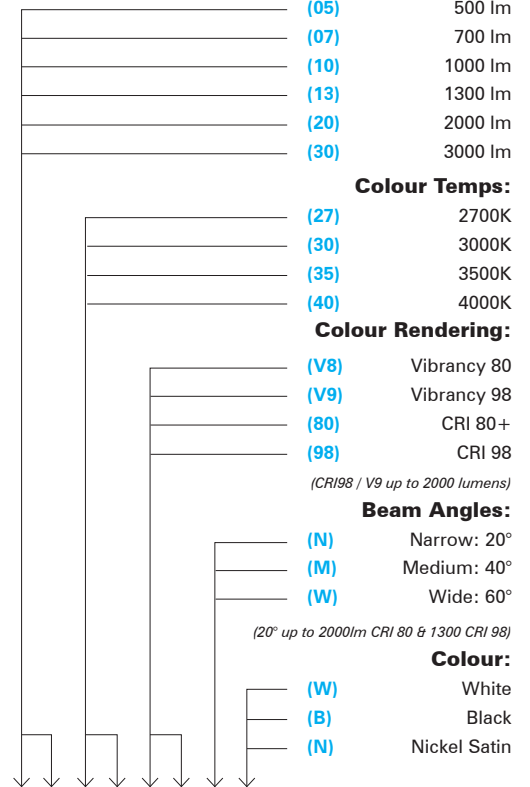 (05) 500 lm
(07) 700 lm
(10) 1000 lm
(13) 1300 lm
(20) 2000 lm
(30) 3000 lm
Colour Temps:
(27) 2700K
(30) 3000K
(35) 3500K
(40) 4000K
Colour Rendering:
(V8) Vibrancy 80
(V9) Vibrancy 98
(80) CRI 80+
(98) CRI 98
(CRI98 / V9 up to 2000 lumens)
Beam Angles:
(N) Narrow: 20°
(M) Medium: 40°
(W) Wide: 60°
(20° up to 2000lm CRI 80 & 1300 CRI 98)
Colour:
(W) White
(B) Black
(N) Nickel Satin